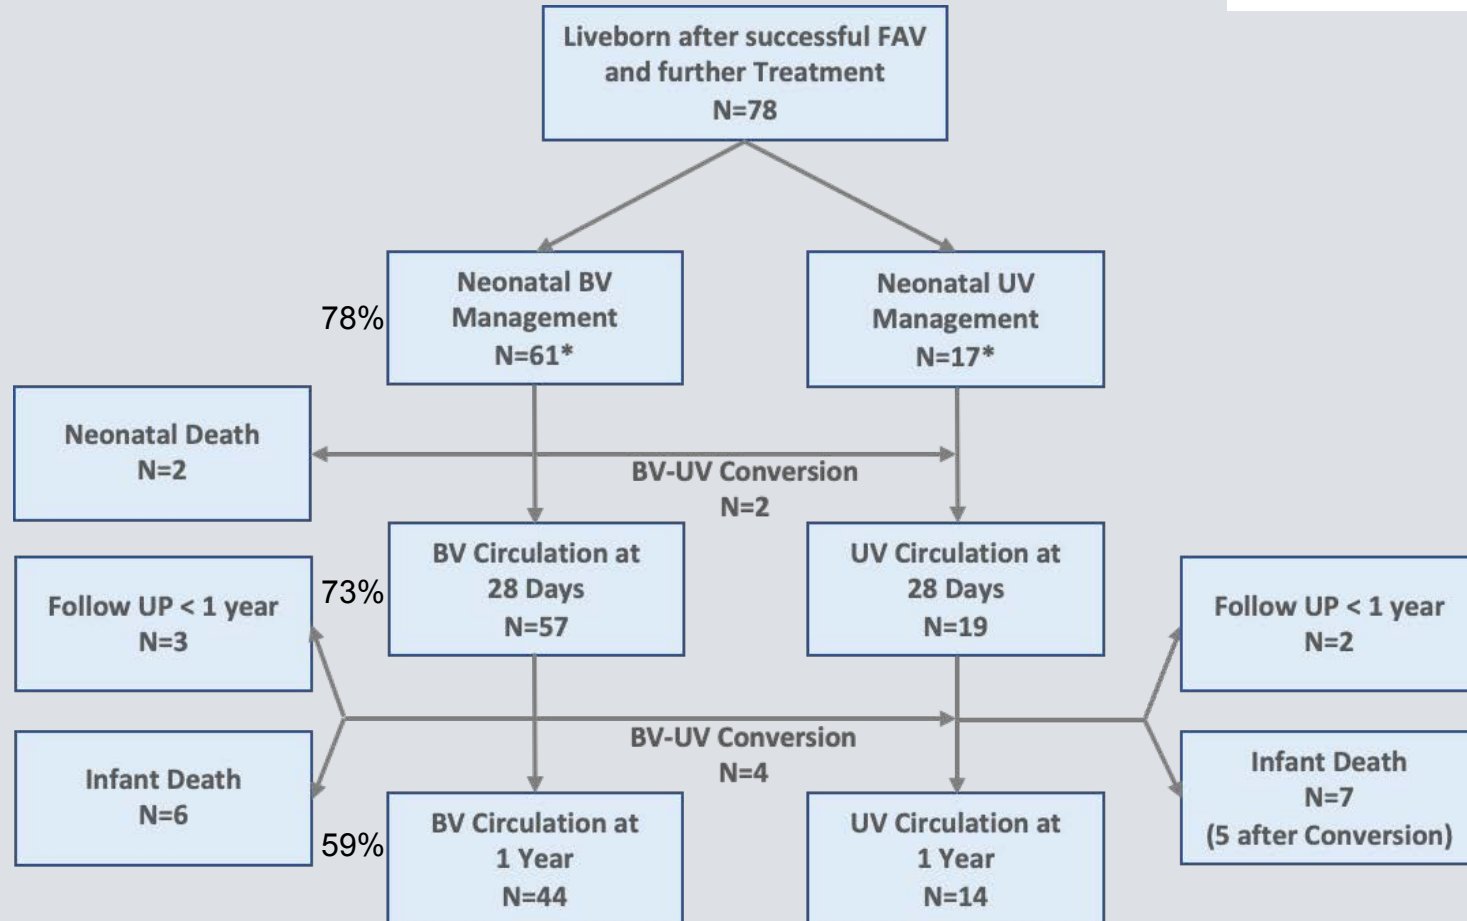 Liveborn after successful FAV
and further Treatment
N=78
78%
Neonatal BV
Management
N=61*
Neonatal UV
Management
N=17*
Neonatal Death
N=2
BV-UV Conversion
N=2
73%
BV Circulation at
28 Days
N=57
UV Circulation at
28 Days
N=19
Follow UP < 1 year
N=3
Follow UP < 1 year
N=2
BV-UV Conversion
N=4
Infant Death
N=6
Infant Death
N=7
(5 after Conversion)
59%
BV Circulation at
1 Year
N=44
UV Circulation at
1 Year
N=14